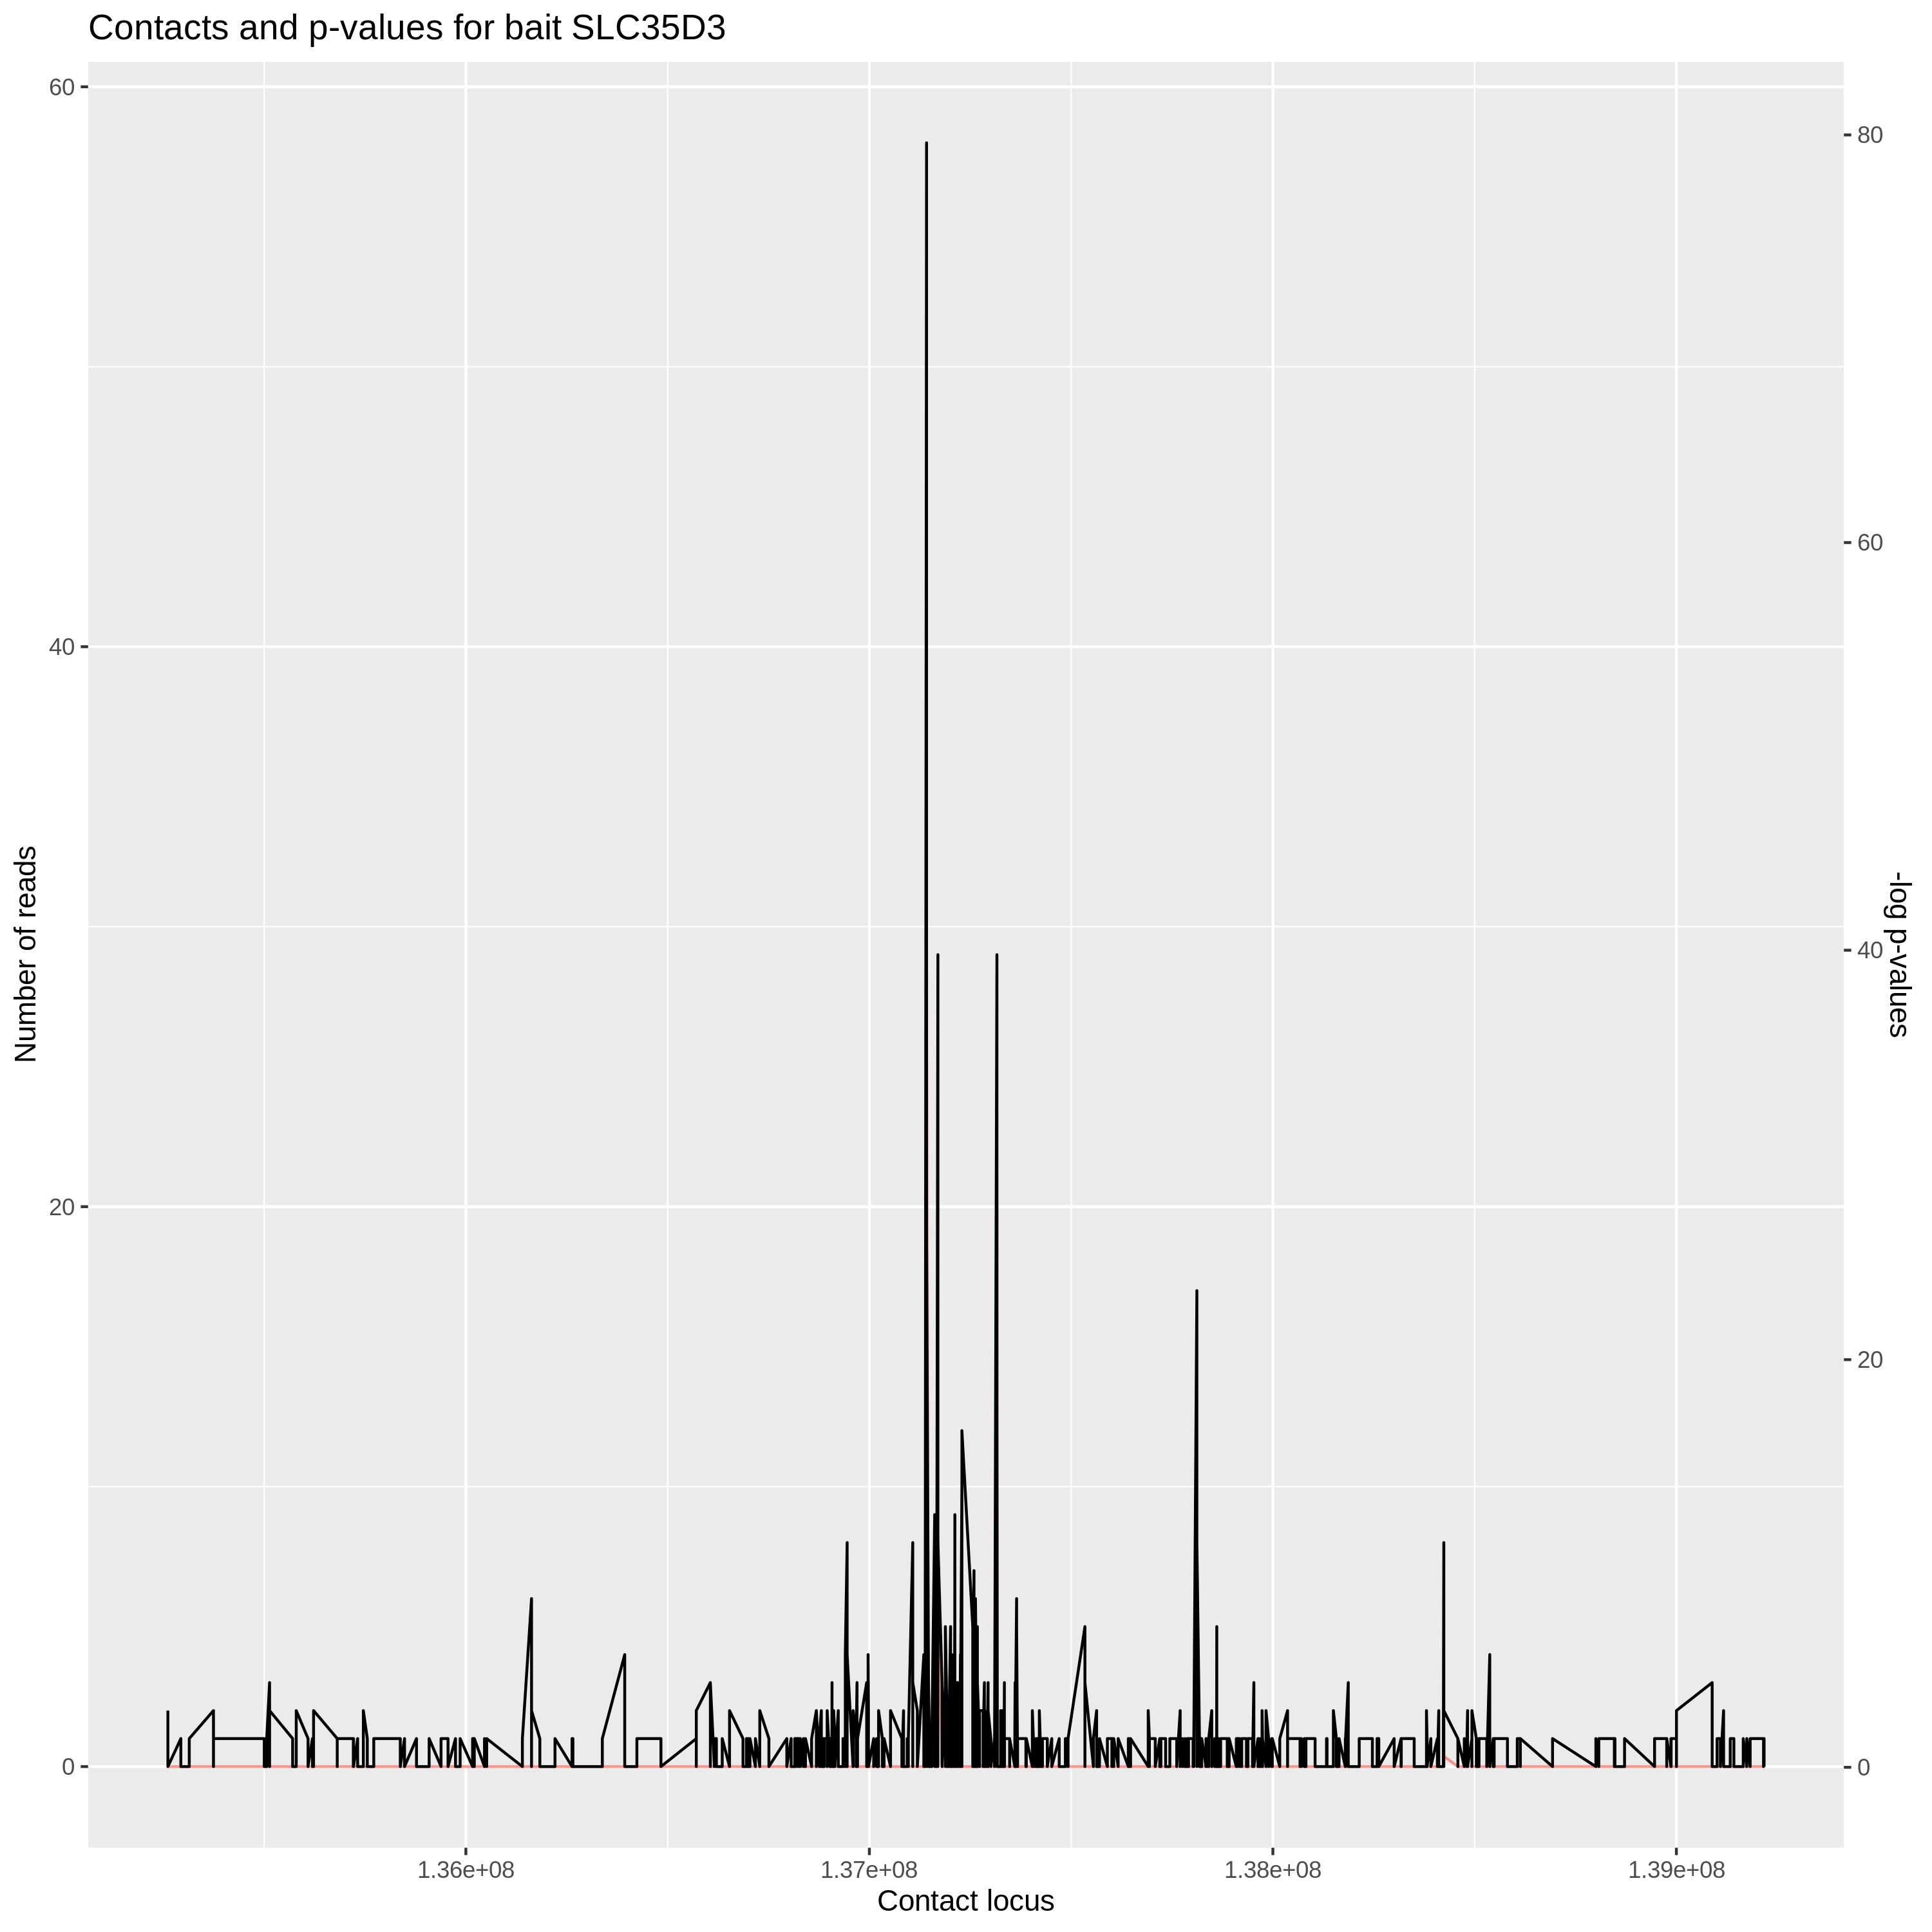 Contacts and p-values for bait SLC35D3
60
40
20
0
Number of reads
80
60
40
20
0
-log p-values
1.36e+08 1.37e+08 1.38e+08 1.39e+08
Contact locus